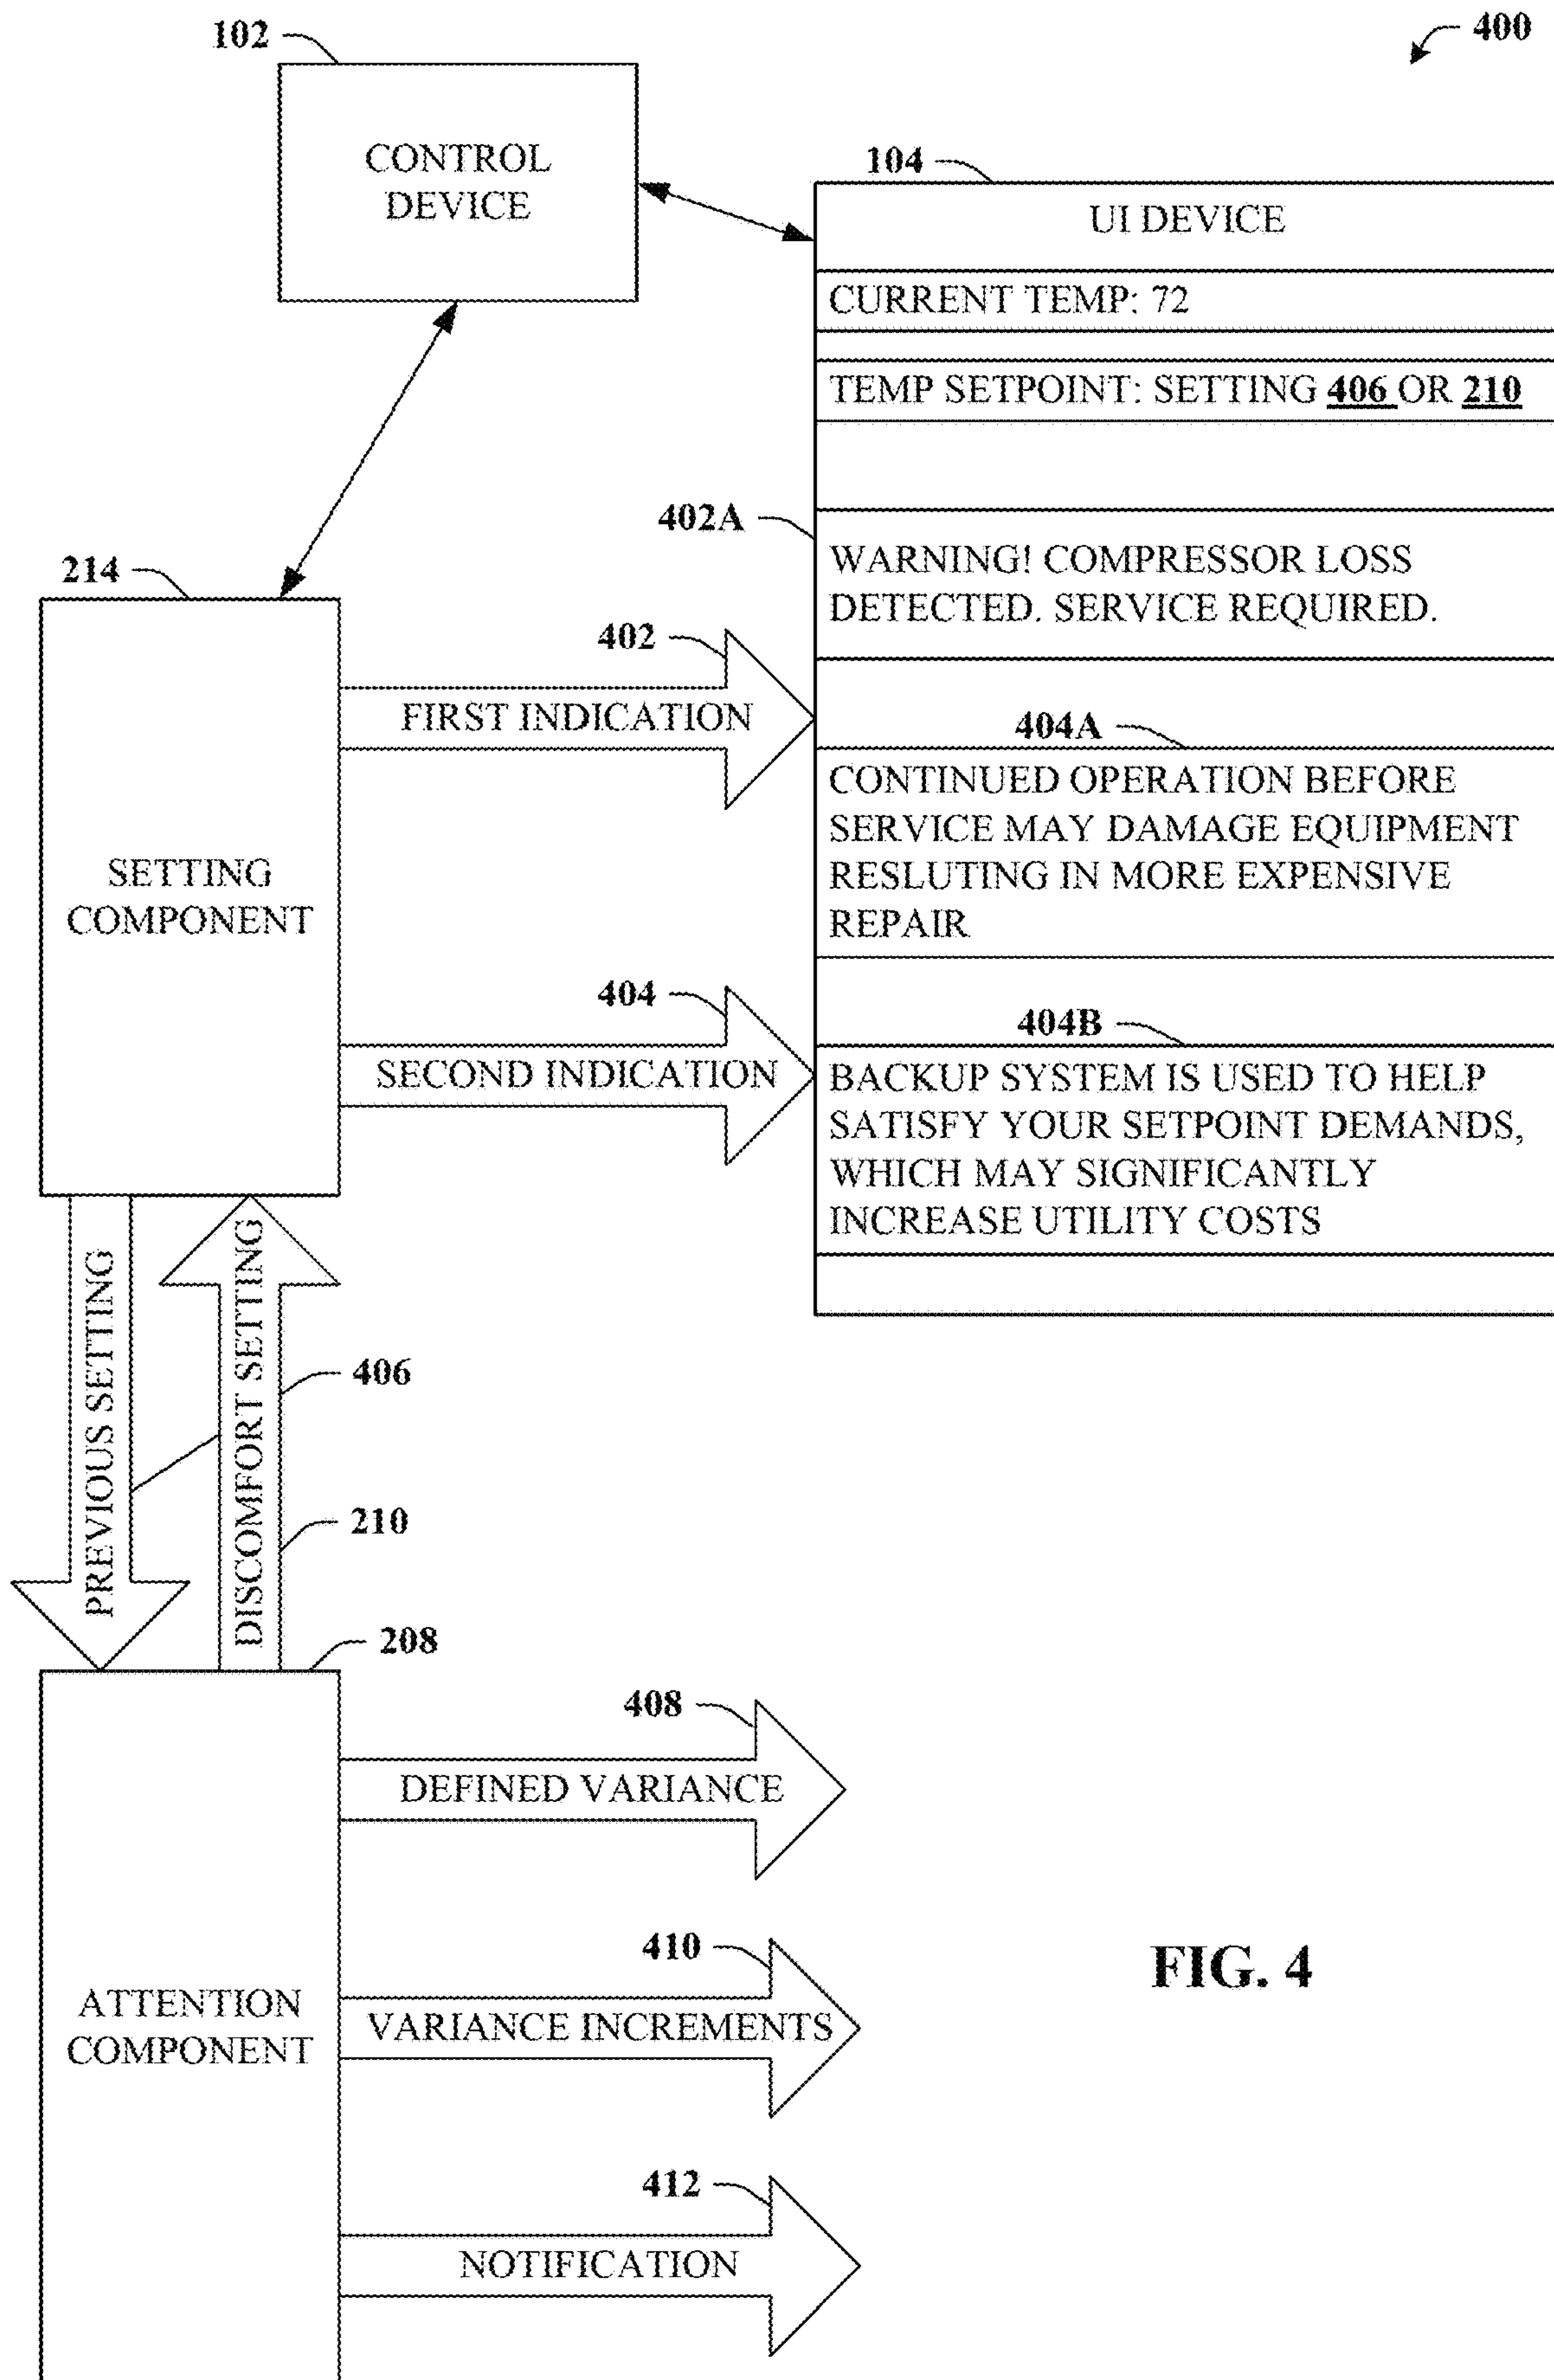 102
400
CONTROL
DEVICE
104
UI DEVICE
CURRENT TEMP: 72
TEMP SETPOINT: SETTING 406 OR 210
402A
WARNING! COMPRESSOR LOSS
DETECTED. SERVICE REQUIRED.
214
402
FIRST INDICATION
404A
CONTINUED OPERATION BEFORE
SERVICE MAY DAMAGE EQUIPMENT
RESLUTING IN MORE EXPENSIVE
REPAIR
SETTING
COMPONENT
404
SECOND INDICATION
404B
BACKUP SYSTEM IS USED TO HELP
SATISFY YOUR SETPOINT DEMANDS,
WHICH MAY SIGNIFICANTLY
INCREASE UTILITY COSTS
PREVIOUS SETTING
DISCOMFORT SETTING
406
210
208
408
DEFINED VARIANCE
410
VARIANCE INCREMENTS
ATTENTION
COMPONENT
412
NOTIFICATION
FIG. 4